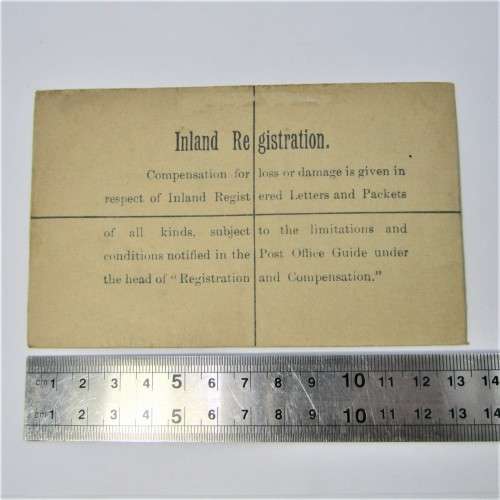 Inland Registration.
Compensation for loss or damage is given in
respect of Inland Registered Letters and Packets
of all kinds, subject to the limitations and
conditions notified in the Post Office Guide under
the head of "Registration and Compensation."
cm 1 2 3 4 5 6 7 8 9 10 11 12 13 14
cm 1 2 3 4 5 6 7 8 9 10 11 12 13 14